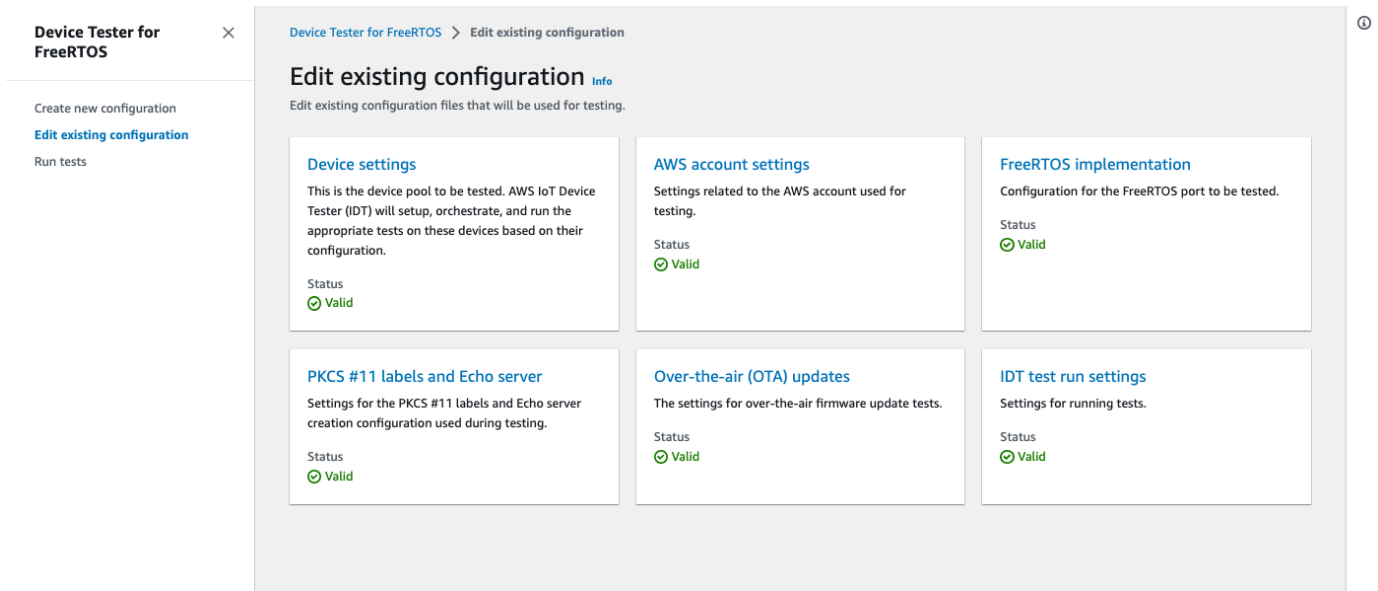 Device Tester for
FreeRTOS
Create new configuration
Edit existing configuration
Run tests
Device Tester for FreeRTOS > Edit existing configuration
Edit existing configuration Info
Edit existing configuration files that will be used for testing.
Device settings
This is the device pool to be tested. AWS IoT Device
Tester (IDT) will setup, orchestrate, and run the
appropriate tests on these devices based on their
configuration.
Status
Valid
AWS account settings
Settings related to the AWS account used for
testing.
Status
Valid
FreeRTOS implementation
Configuration for the FreeRTOS port to be tested.
Status
Valid
PKCS #11 labels and Echo server
Settings for the PKCS #11 labels and Echo server
creation configuration used during testing.
Status
Valid
Over-the-air (OTA) updates
The settings for over-the-air firmware update tests.
Status
Valid
IDT test run settings
Settings for running tests.
Status
Valid